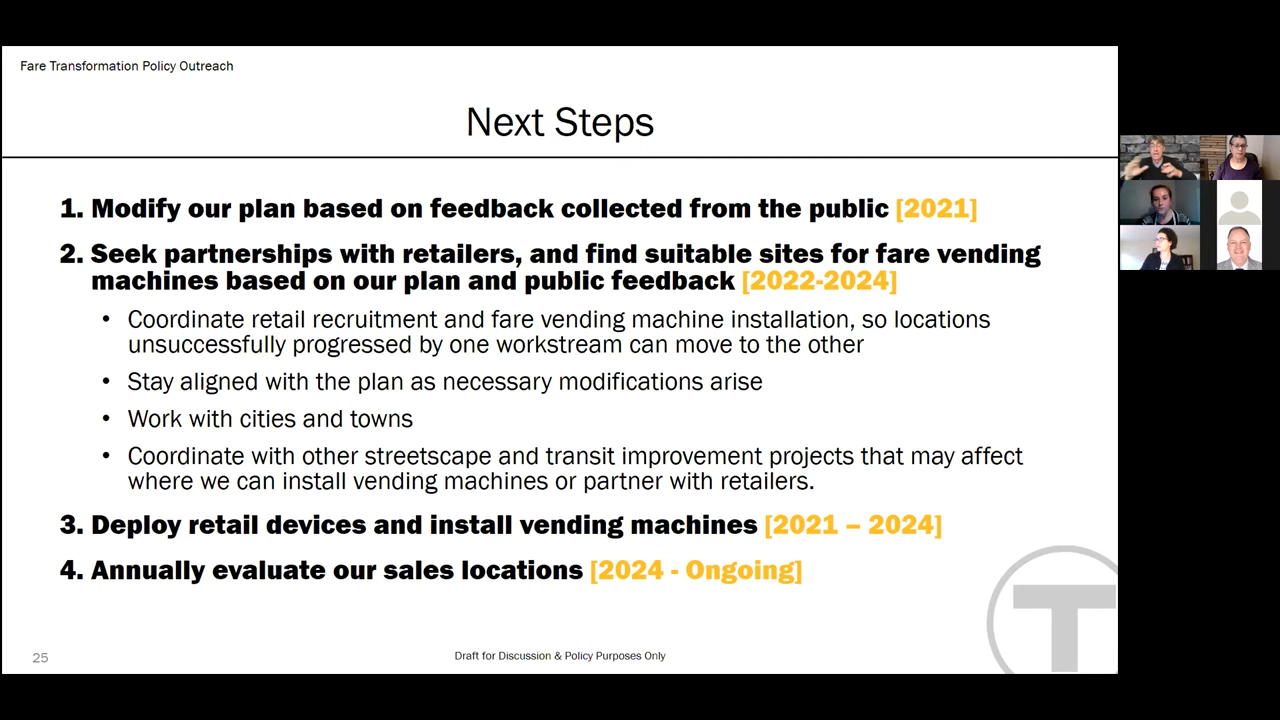 Fare Transformation Policy Outreach
Next Steps
1. Modify our plan based on feedback collected from the public [2021]
2. Seek partnerships with retailers, and find suitable sites for fare vending
machines based on our plan and public feedback [2022-2024]
• Coordinate retail recruitment and fare vending machine installation, so locations
unsuccessfully progressed by one workstream can move to the other
• Stay aligned with the plan as necessary modifications arise
• Work with cities and towns
• Coordinate with other streetscape and transit improvement projects that may affect
where we can install vending machines or partner with retailers.
3. Deploy retail devices and install vending machines [2021 – 2024]
4. Annually evaluate our sales locations [2024 - Ongoing]
T
25
Draft for Discussion & Policy Purposes Only